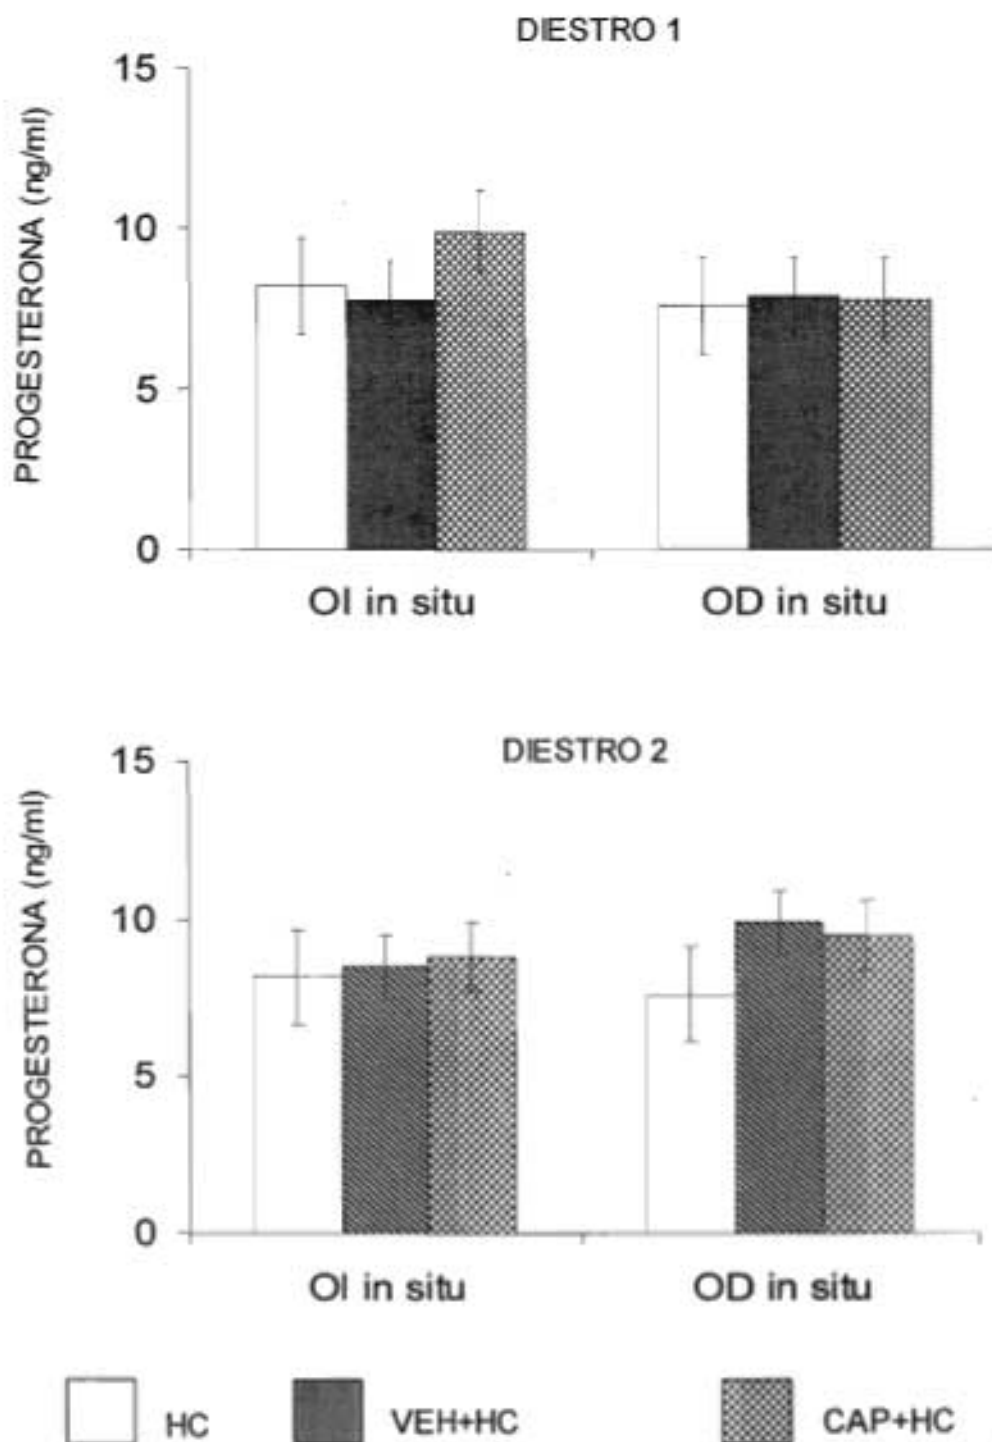 DIESTRO 1
PROGESTERONA (ng/ml)
15
10
5
0
OI in situ
OD in situ
DIESTRO 2
PROGESTERONA (ng/ml)
15
10
5
0
OI in situ
OD in situ
HC
VEH+HC
CAP+HC